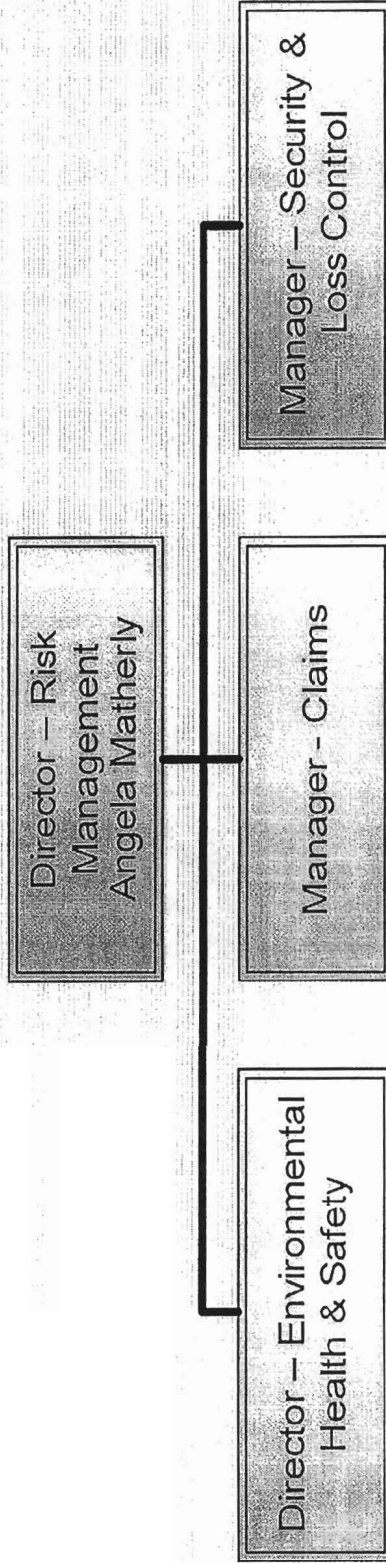 Director – Risk
Management
Angela Matherly
Director – Environmental
Health & Safety
Manager - Claims
Manager – Security &
Loss Control